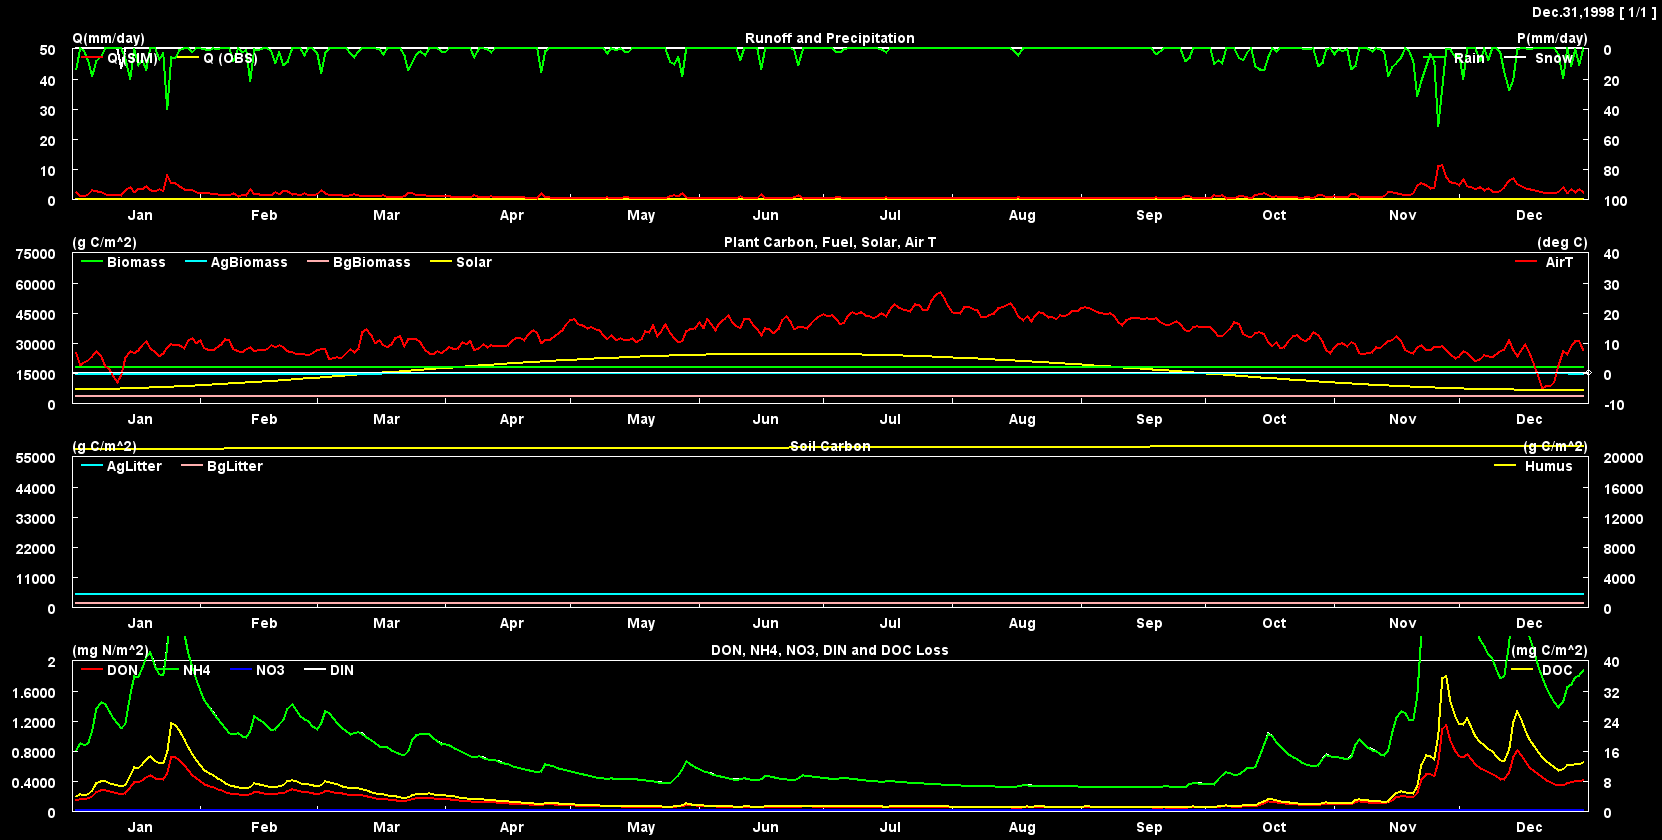 Dec.31,1998 [ 1/1 ]
Q(mm/day) Runoff and Precipitation P(mm/day)
50 0
Q (SIM) Q (OBS) Rain Snow
40 20
30 40
20 60
10 80
0 100
Jan Feb Mar Apr May Jun Jul Aug Sep Oct Nov Dec
(g C/m^2) Plant Carbon, Fuel, Solar, Air T (deg C)
75000 40
Biomass AgBiomass BgBiomass Solar AirT
60000 30
45000 20
30000 10
15000 0
0 -10
Jan Feb Mar Apr May Jun Jul Aug Sep Oct Nov Dec
(g C/m^2) Soil Carbon (g C/m^2)
55000 20000
AgLitter BgLitter Humus
44000 16000
33000 12000
22000 8000
11000 4000
0 0
Jan Feb Mar Apr May Jun Jul Aug Sep Oct Nov Dec
(mg N/m^2) DON, NH4, NO3, DIN and DOC Loss (mg C/m^2)
2 40
DON NH4 NO3 DIN DOC
1.6000 32
1.2000 24
0.8000 16
0.4000 8
0 0
Jan Feb Mar Apr May Jun Jul Aug Sep Oct Nov Dec